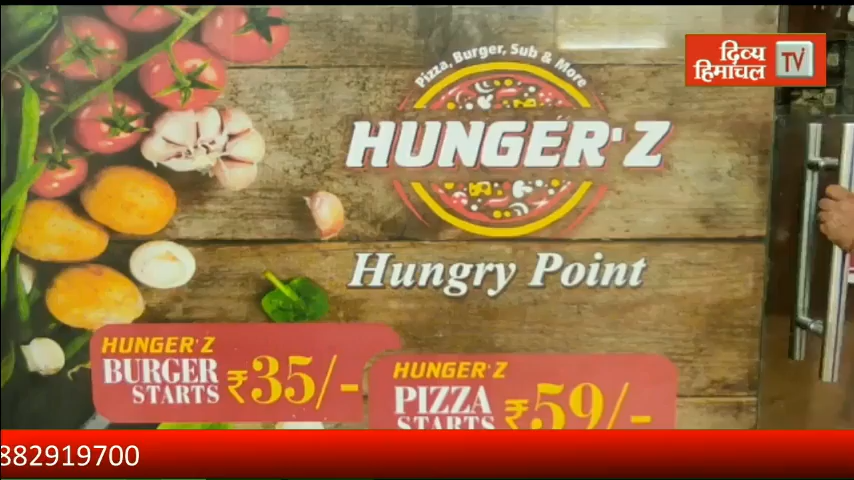 Pizza, Burger, Sub & More
HUNGER'Z
Hungry Point
दिव्य
हिमाचल TV
HUNGER'Z
BURGER
STARTS ₹35/-
HUNGER'Z
PIZZA
STARTS ₹59/-
882919700